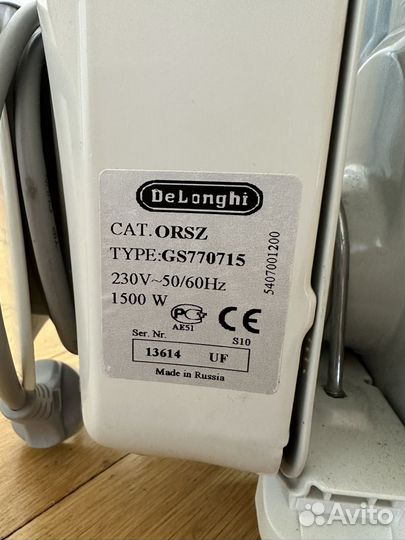 DeLonghi
CAT. ORSZ
TYPE: GS770715
230V~50/60Hz
1500 W
РС
AE51
CE
Ser. Nr.
S10
13614 UF
Made in Russia
5407001200
Avito